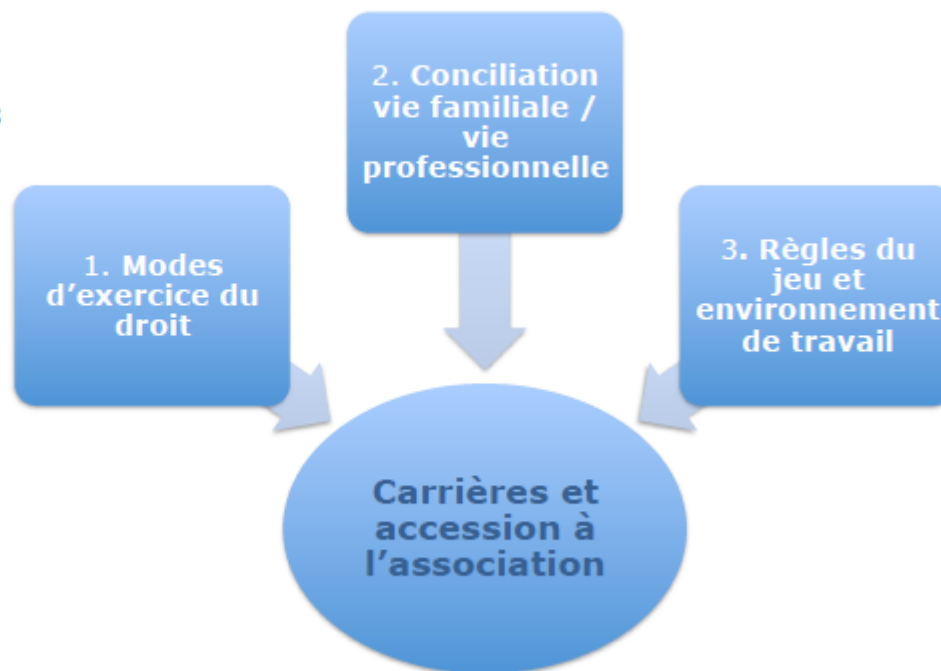 1. Modes
d’exercice du
droit
2. Conciliation
vie familiale /
vie
professionnelle
3. Règles du
jeu et
environnement
de travail
Carrières et
accession à
l’association